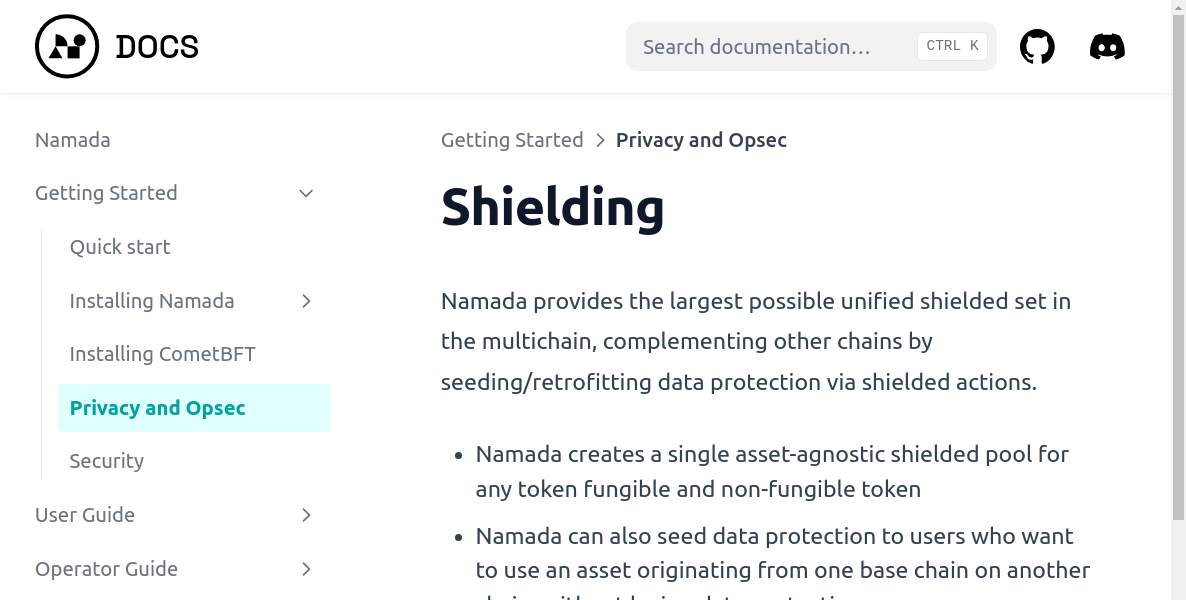 DOCS
Search documentation…
CTRL K
Namada
Getting Started
Quick start
Installing Namada
Installing CometBFT
Privacy and Opsec
Security
User Guide
Operator Guide
Getting Started > Privacy and Opsec
Shielding
Namada provides the largest possible unified shielded set in
the multichain, complementing other chains by
seeding/retrofitting data protection via shielded actions.
• Namada creates a single asset-agnostic shielded pool for
any token fungible and non-fungible token
• Namada can also seed data protection to users who want
to use an asset originating from one base chain on another